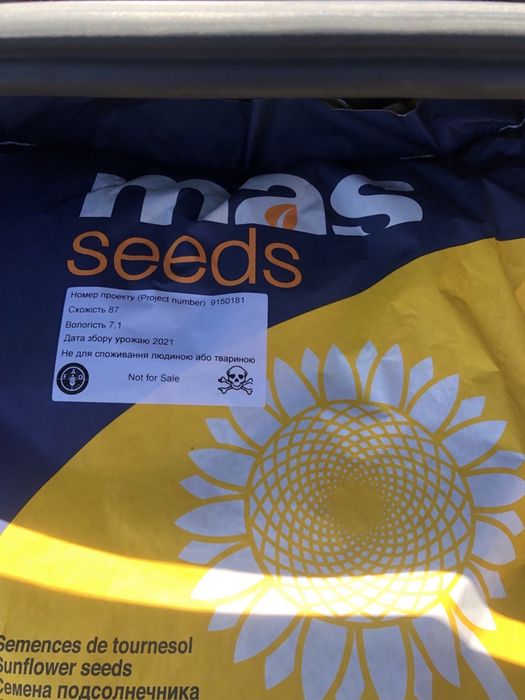 mas
seeds
Номер проекту (Project number) 9150181
Схожість 87
Вологість 7,1
Дата збору урожаю 2021
Не для споживання людиною або твариною
FAO
Not for Sale
Semences de tournesol
Sunflower seeds
Семена подсолнечника